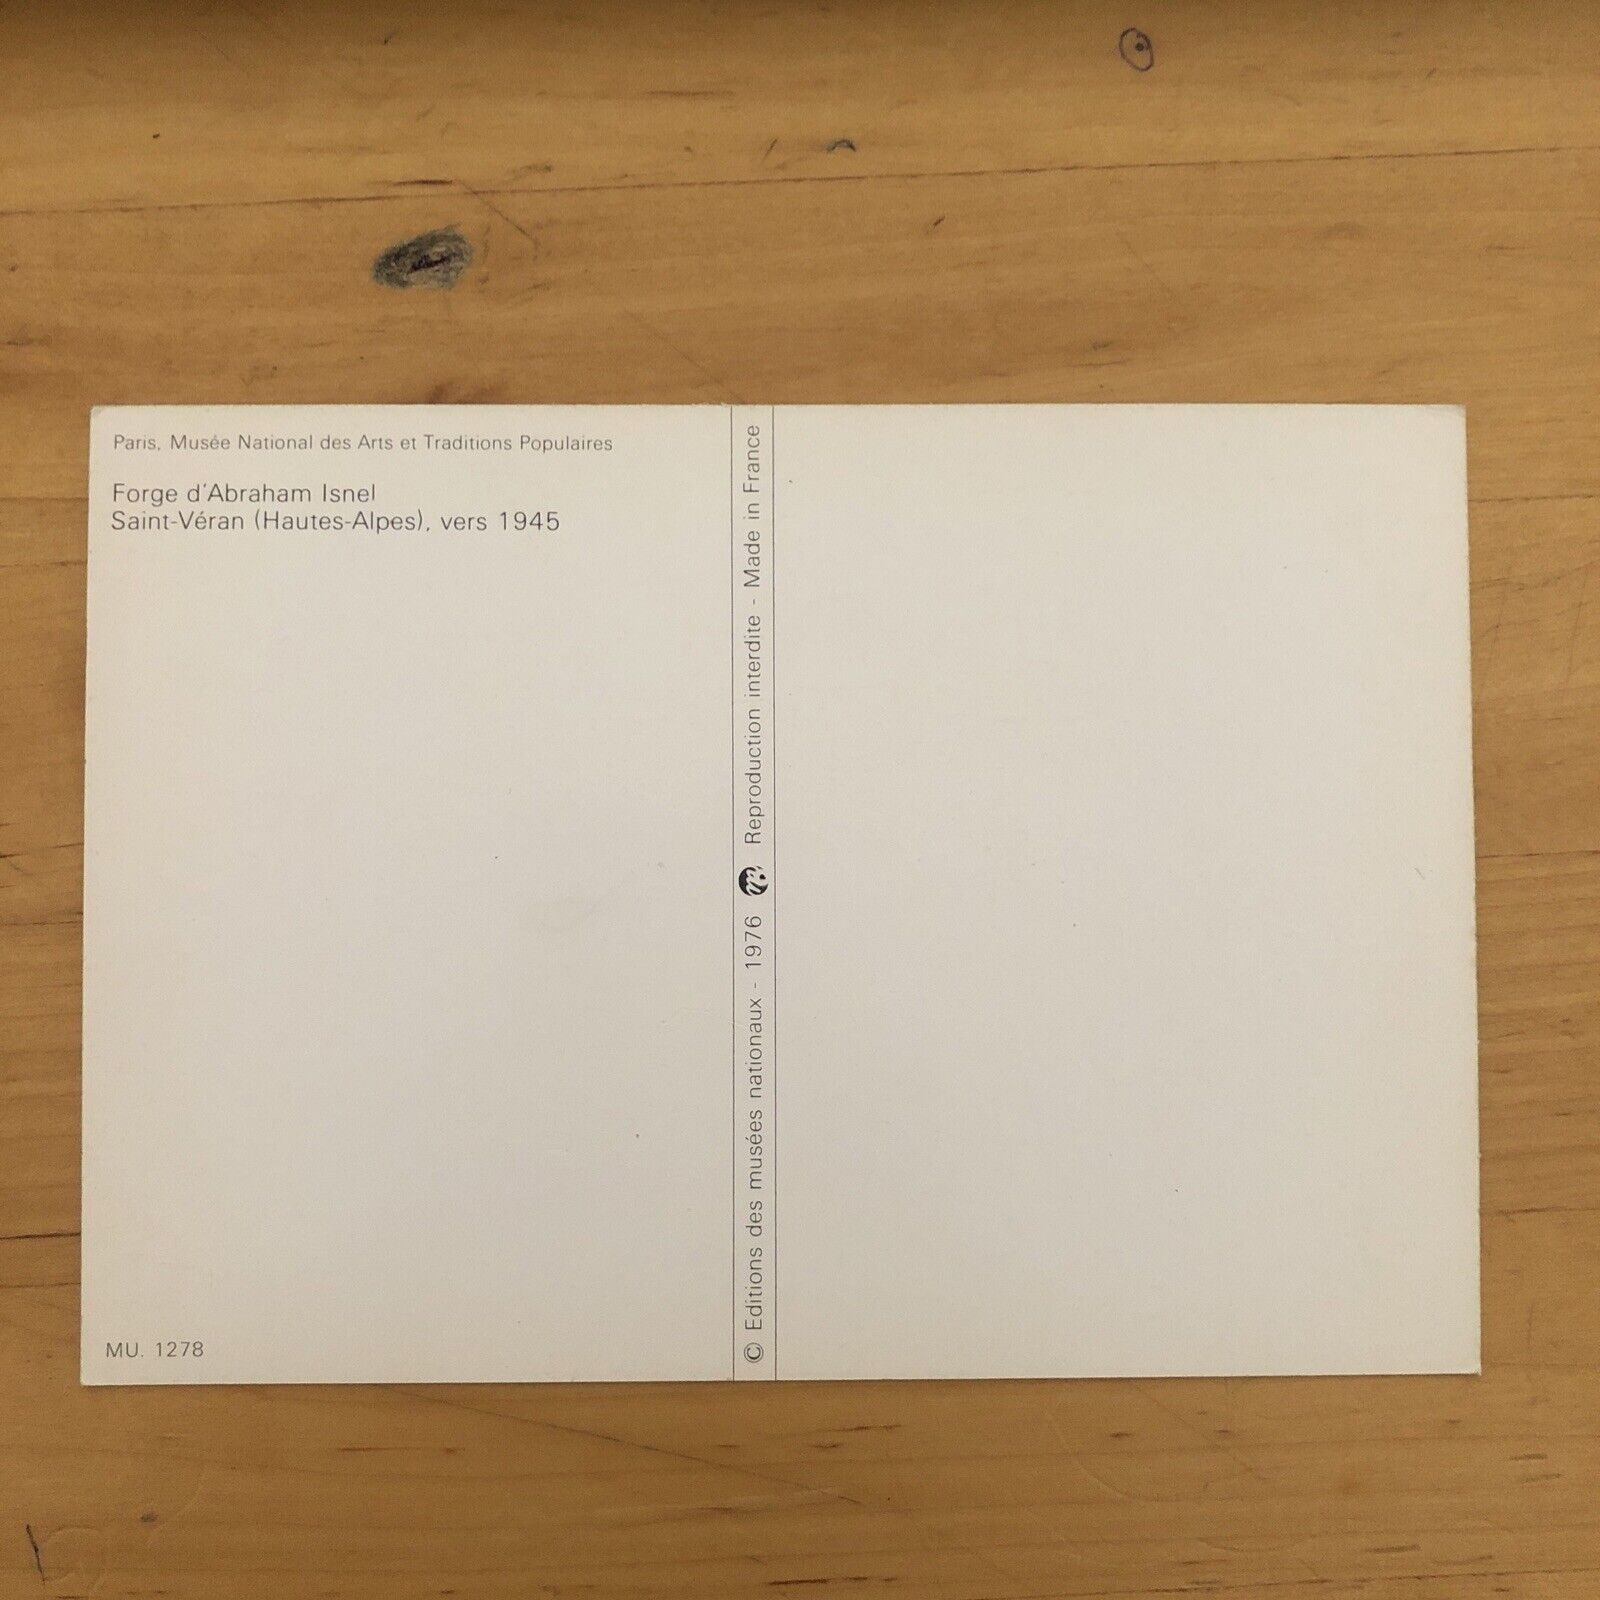 Paris, Musée National des Arts et Traditions Populaires
Forge d'Abraham Isnel
Saint-Véran (Hautes-Alpes), vers 1945
MU. 1278
© Editions des musées nationaux - 1976 Reproduction interdite - Made in France